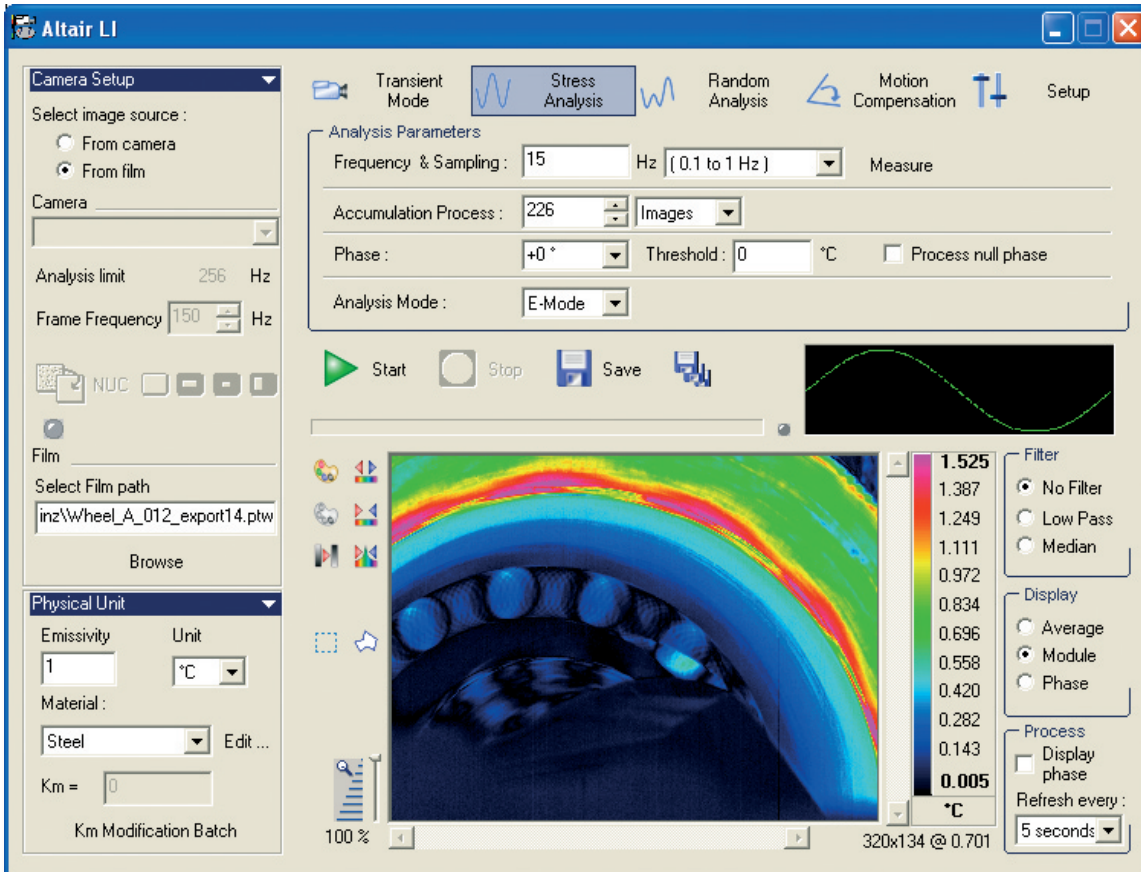 Altair LI
Camera Setup
Select image source :
From camera
From film
Camera
Analysis limit 256 Hz
Frame Frequency 150 Hz
NUC
Film
Select Film path
inz\Wheel_A_012_export14.ptw
Browse
Physical Unit
Emissivity Unit
1 °C
Material :
Steel Edit ...
Km = 0
Km Modification Batch
Transient Mode
Stress Analysis
Random Analysis
Motion Compensation
Setup
Analysis Parameters
Frequency & Sampling : 15 Hz ( 0.1 to 1 Hz ) Measure
Accumulation Process : 226 Images
Phase : +0 ° Threshold : 0 °C Process null phase
Analysis Mode : E-Mode
Start Stop Save
1.525
1.387
1.249
1.111
0.972
0.834
0.696
0.558
0.420
0.282
0.143
0.005
°C
100 %
320x134 @ 0.701
Filter
No Filter
Low Pass
Median
Display
Average
Module
Phase
Process
Display
phase
Refresh every :
5 seconds